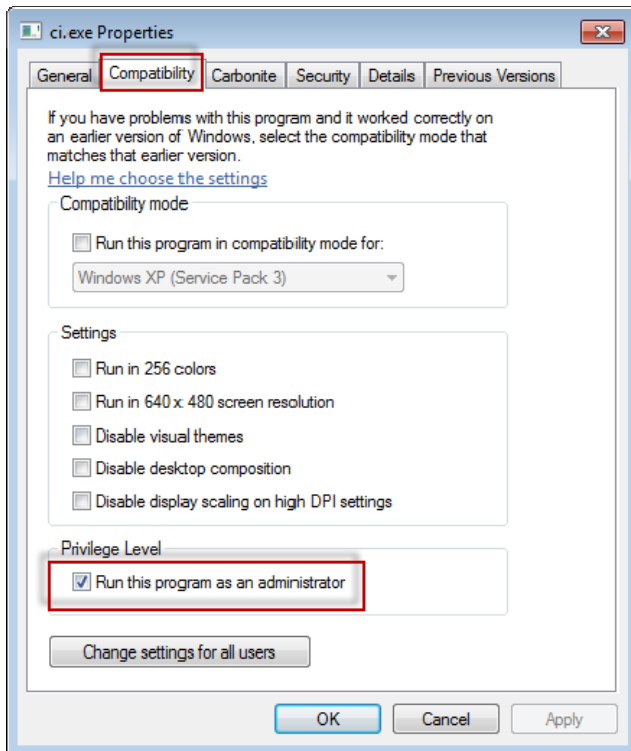 ci.exe Properties
General Compatibility Carbonite Security Details Previous Versions
If you have problems with this program and it worked correctly on
an earlier version of Windows, select the compatibility mode that
matches that earlier version.
Help me choose the settings
Compatibility mode
Run this program in compatibility mode for:
Windows XP (Service Pack 3)
Settings
Run in 256 colors
Run in 640 x 480 screen resolution
Disable visual themes
Disable desktop composition
Disable display scaling on high DPI settings
Privilege Level
Run this program as an administrator
Change settings for all users
OK Cancel Apply